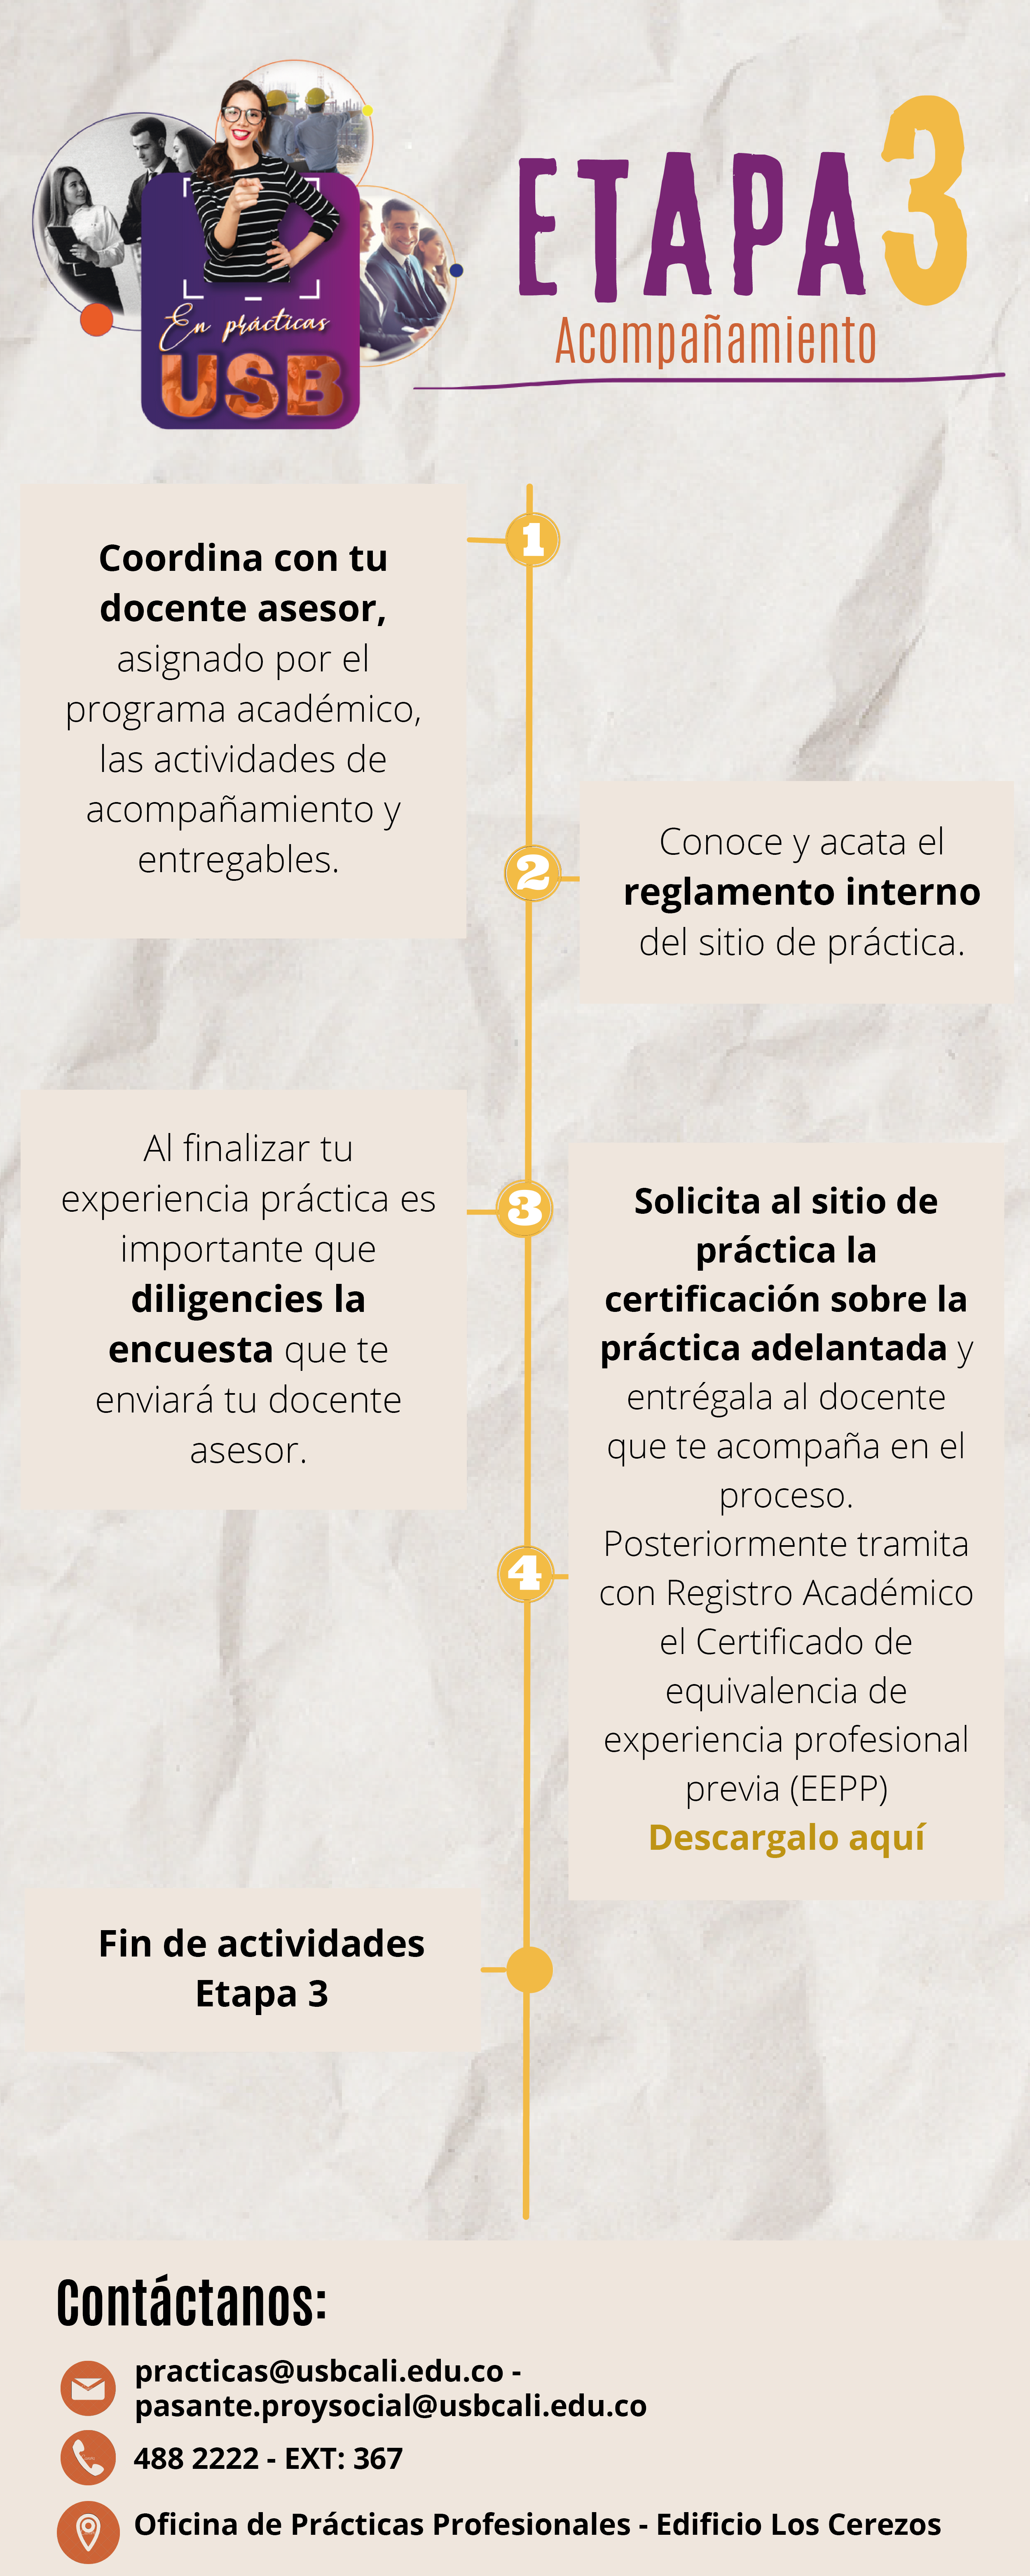 En prácticas
USB
ETAPA 3
Acompañamiento
1
Coordina con tu
docente asesor,
asignado por el
programa académico,
las actividades de
acompañamiento y
entregables.
2
Conoce y acata el
reglamento interno
del sitio de práctica.
3
Al finalizar tu
experiencia práctica es
importante que
diligencies la
encuesta que te
enviará tu docente
asesor.
4
Solicita al sitio de
práctica la
certificación sobre la
práctica adelantada y
entrégala al docente
que te acompaña en el
proceso.
Posteriormente tramita
con Registro Académico
el Certificado de
equivalencia de
experiencia profesional
previa (EEPP)
Descargalo aquí
Fin de actividades
Etapa 3
Contáctanos:
practicas@usbcali.edu.co -
pasante.proysocial@usbcali.edu.co
488 2222 - EXT: 367
Oficina de Prácticas Profesionales - Edificio Los Cerezos